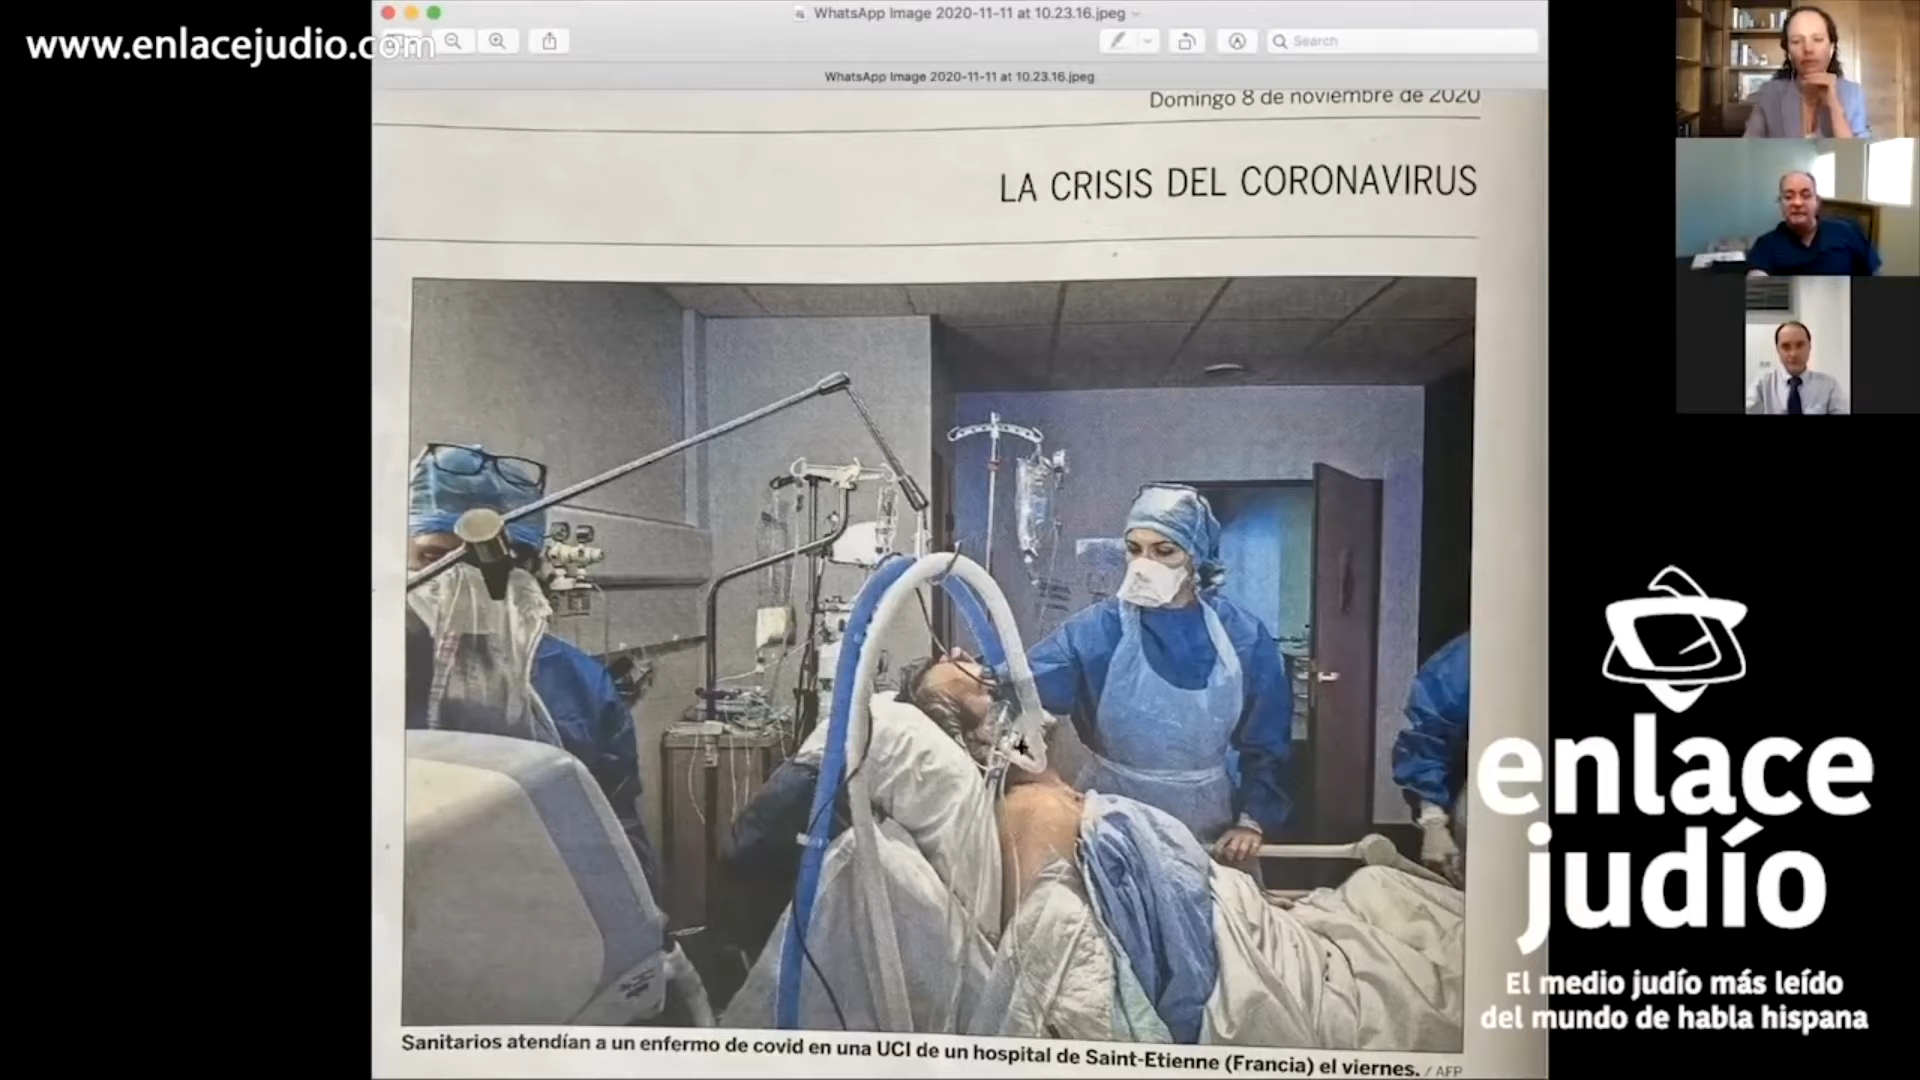 www.enlacejudio.com
WhatsApp Image 2020-11-11 at 10.23.16.jpeg
Search
WhatsApp Image 2020-11-11 at 10.23.16.jpeg
Domingo 8 de noviembre de 2020
LA CRISIS DEL CORONAVIRUS
Sanitarios atendían a un enfermo de covid en una UCI de un hospital de Saint-Etienne (Francia) el viernes. / AFP
enlace
judío
El medio judío más leído
del mundo de habla hispana